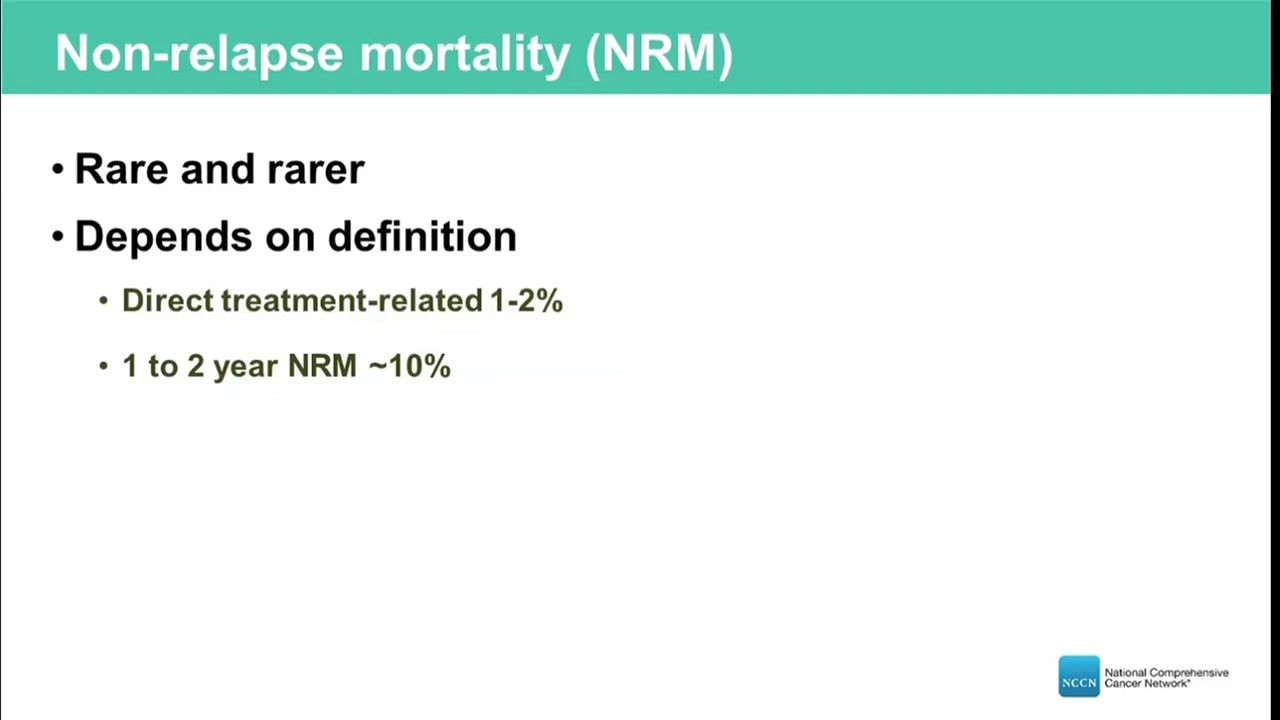 Non-relapse mortality (NRM)
• Rare and rarer
• Depends on definition
• Direct treatment-related 1-2%
• 1 to 2 year NRM ~10%
NCCN
National Comprehensive
Cancer Network®